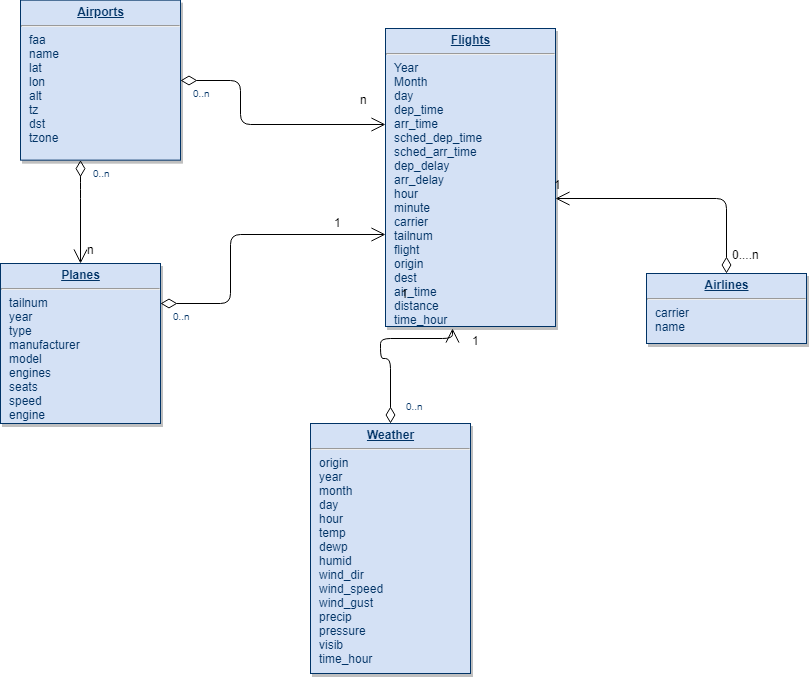 Airports
faa
name
lat
lon
alt
tz
dst
tzone
0..n
n
0..n
n
Flights
Year
Month
day
dep_time
arr_time
sched_dep_time
sched_arr_time
dep_delay
arr_delay
hour
minute
carrier
tailnum
flight
origin
dest
air_time
distance
time_hour
1
0....n
Airlines
carrier
name
Planes
tailnum
year
type
manufacturer
model
engines
seats
speed
engine
0..n
1
1
0..n
Weather
origin
year
month
day
hour
temp
dewp
humid
wind_dir
wind_speed
wind_gust
precip
pressure
visib
time_hour